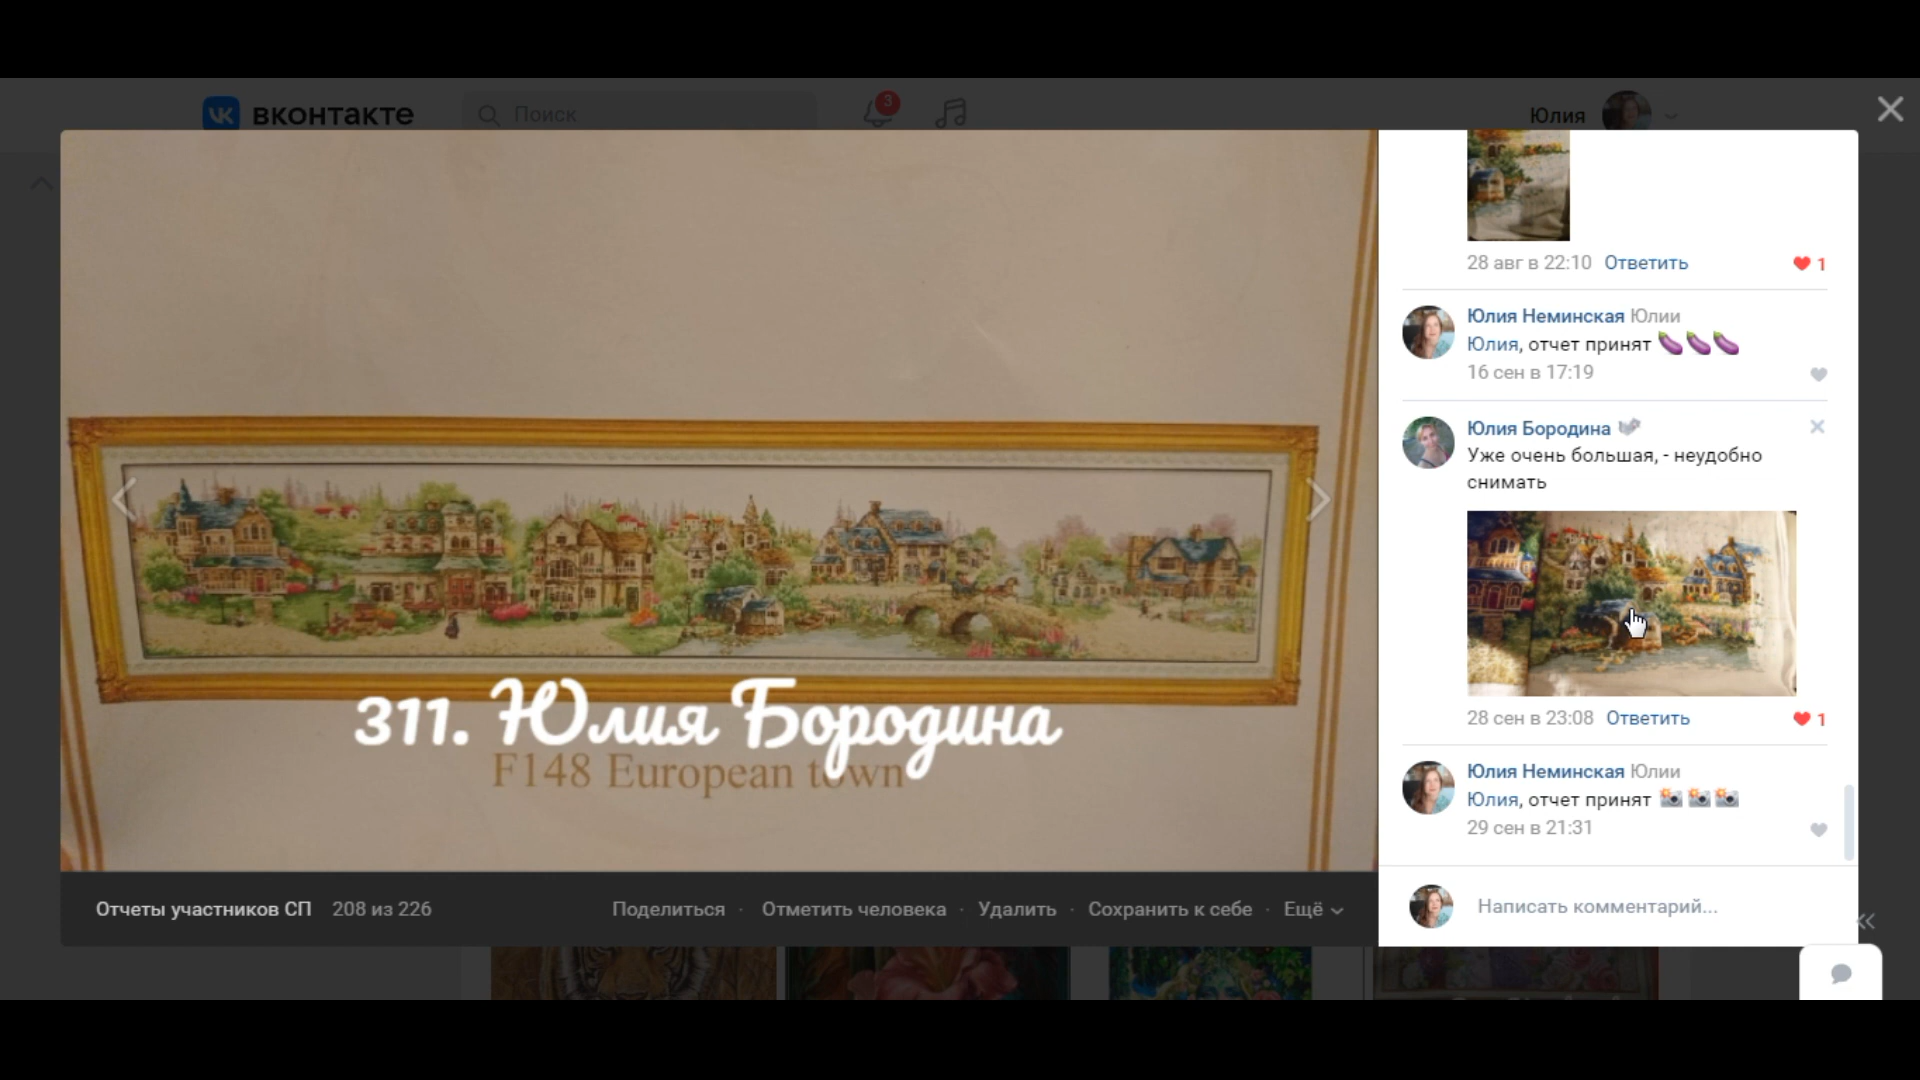 вконтакте
Поиск
3
Юлия
28 авг в 22:10 Ответить
1
Юлия Неминская Юлии
Юлия, отчет принят 🍆🍆🍆
16 сен в 17:19
Юлия Бородина
Уже очень большая, - неудобно
снимать
28 сен в 23:08 Ответить
1
Юлия Неминская Юлии
Юлия, отчет принят 📸📸📸
29 сен в 21:31
Написать комментарий...
311. Юлия Бородина
F148 European town
Отчеты участников СП 208 из 226
Поделиться · Отметить человека · Удалить · Сохранить к себе · Ещё